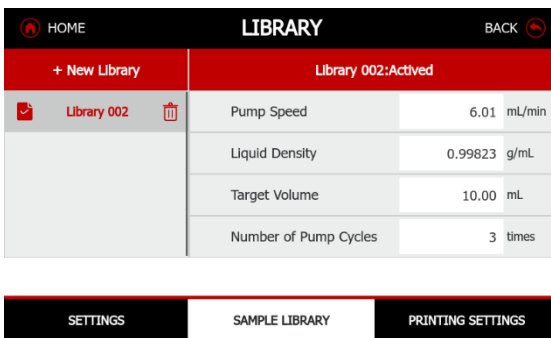 HOME LIBRARY BACK
+ New Library Library 002:Actived
Library 002 Pump Speed 6.01 mL/min
Liquid Density 0.99823 g/mL
Target Volume 10.00 mL
Number of Pump Cycles 3 times
SETTINGS SAMPLE LIBRARY PRINTING SETTINGS